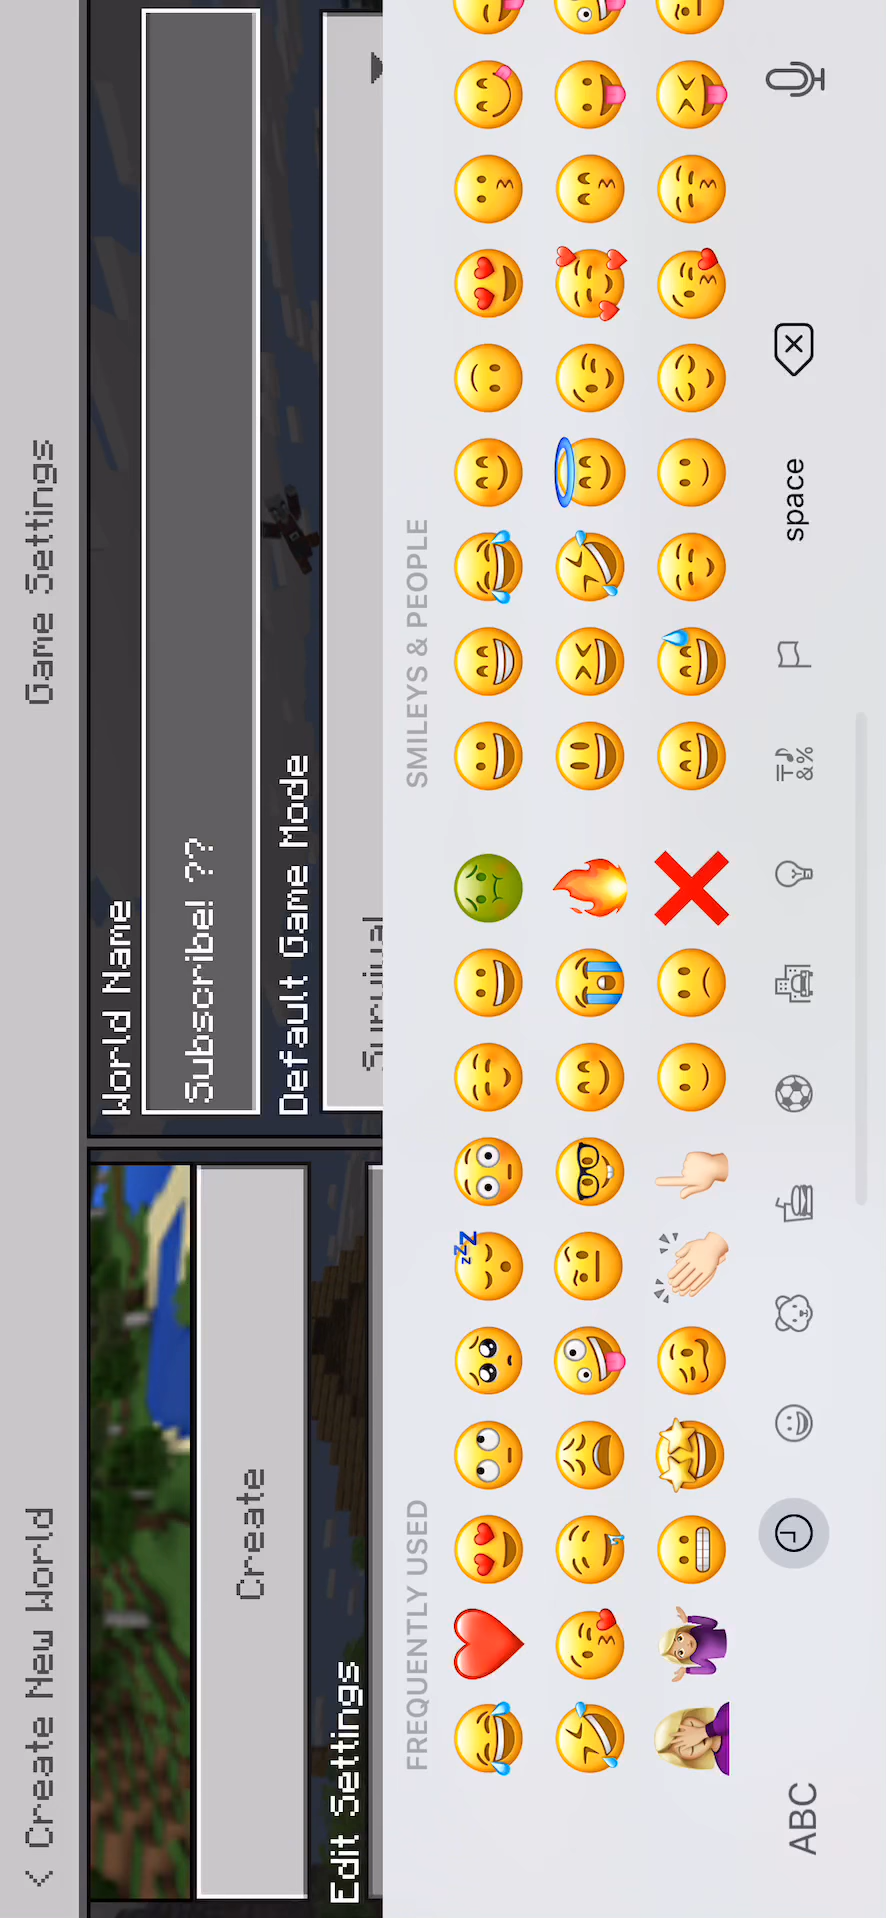 < Create New World
Game Settings
Create
Edit Settings
World Name
Subscribe! ??
Default Game Mode
Survival
FREQUENTLY USED
SMILEYS & PEOPLE
ABC
space